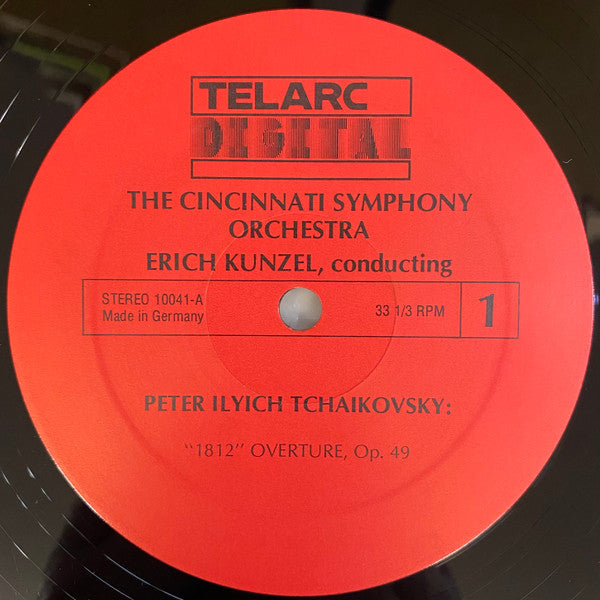 TELARC
DIGITAL
THE CINCINNATI SYMPHONY
ORCHESTRA
ERICH KUNZEL, conducting
STEREO 10041-A
Made in Germany
33 1/3 RPM
1
PETER ILYICH TCHAIKOVSKY:
"1812" OVERTURE, Op. 49